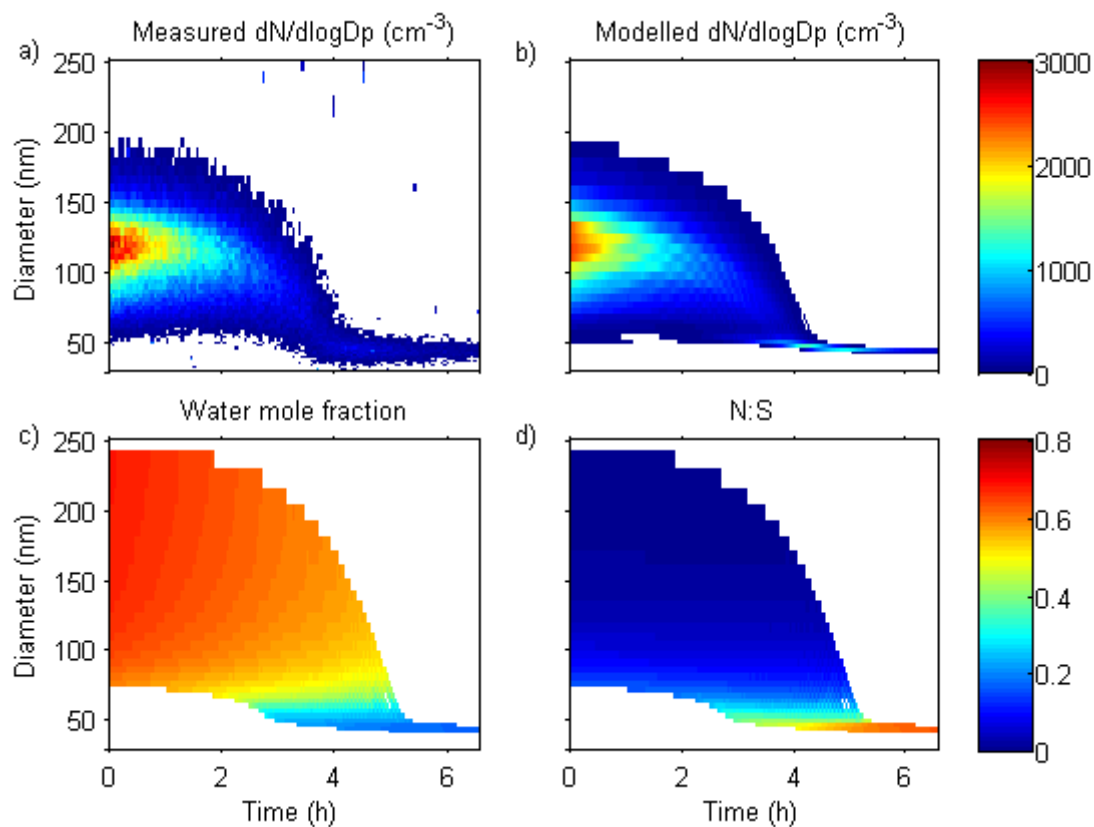 a) Measured dN/dlogDp (cm⁻³)
b) Modelled dN/dlogDp (cm⁻³)
250
200
150
100
50
Diameter (nm)
3000
2000
1000
0
c) Water mole fraction
d) N:S
250
200
150
100
50
Diameter (nm)
0 2 4 6
Time (h)
0 2 4 6
Time (h)
0.8
0.6
0.4
0.2
0